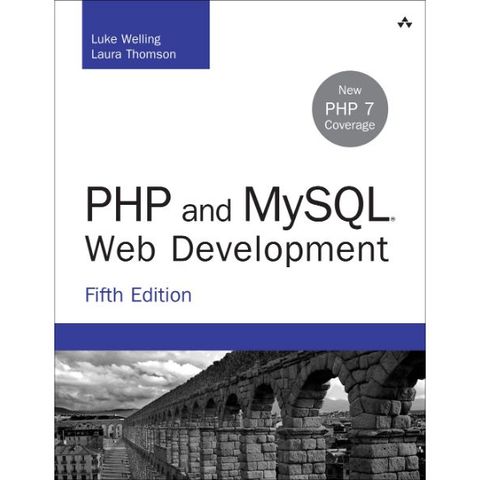 Luke Welling
Laura Thomson
New
PHP 7
Coverage
PHP and MySQL®
Web Development
Fifth Edition